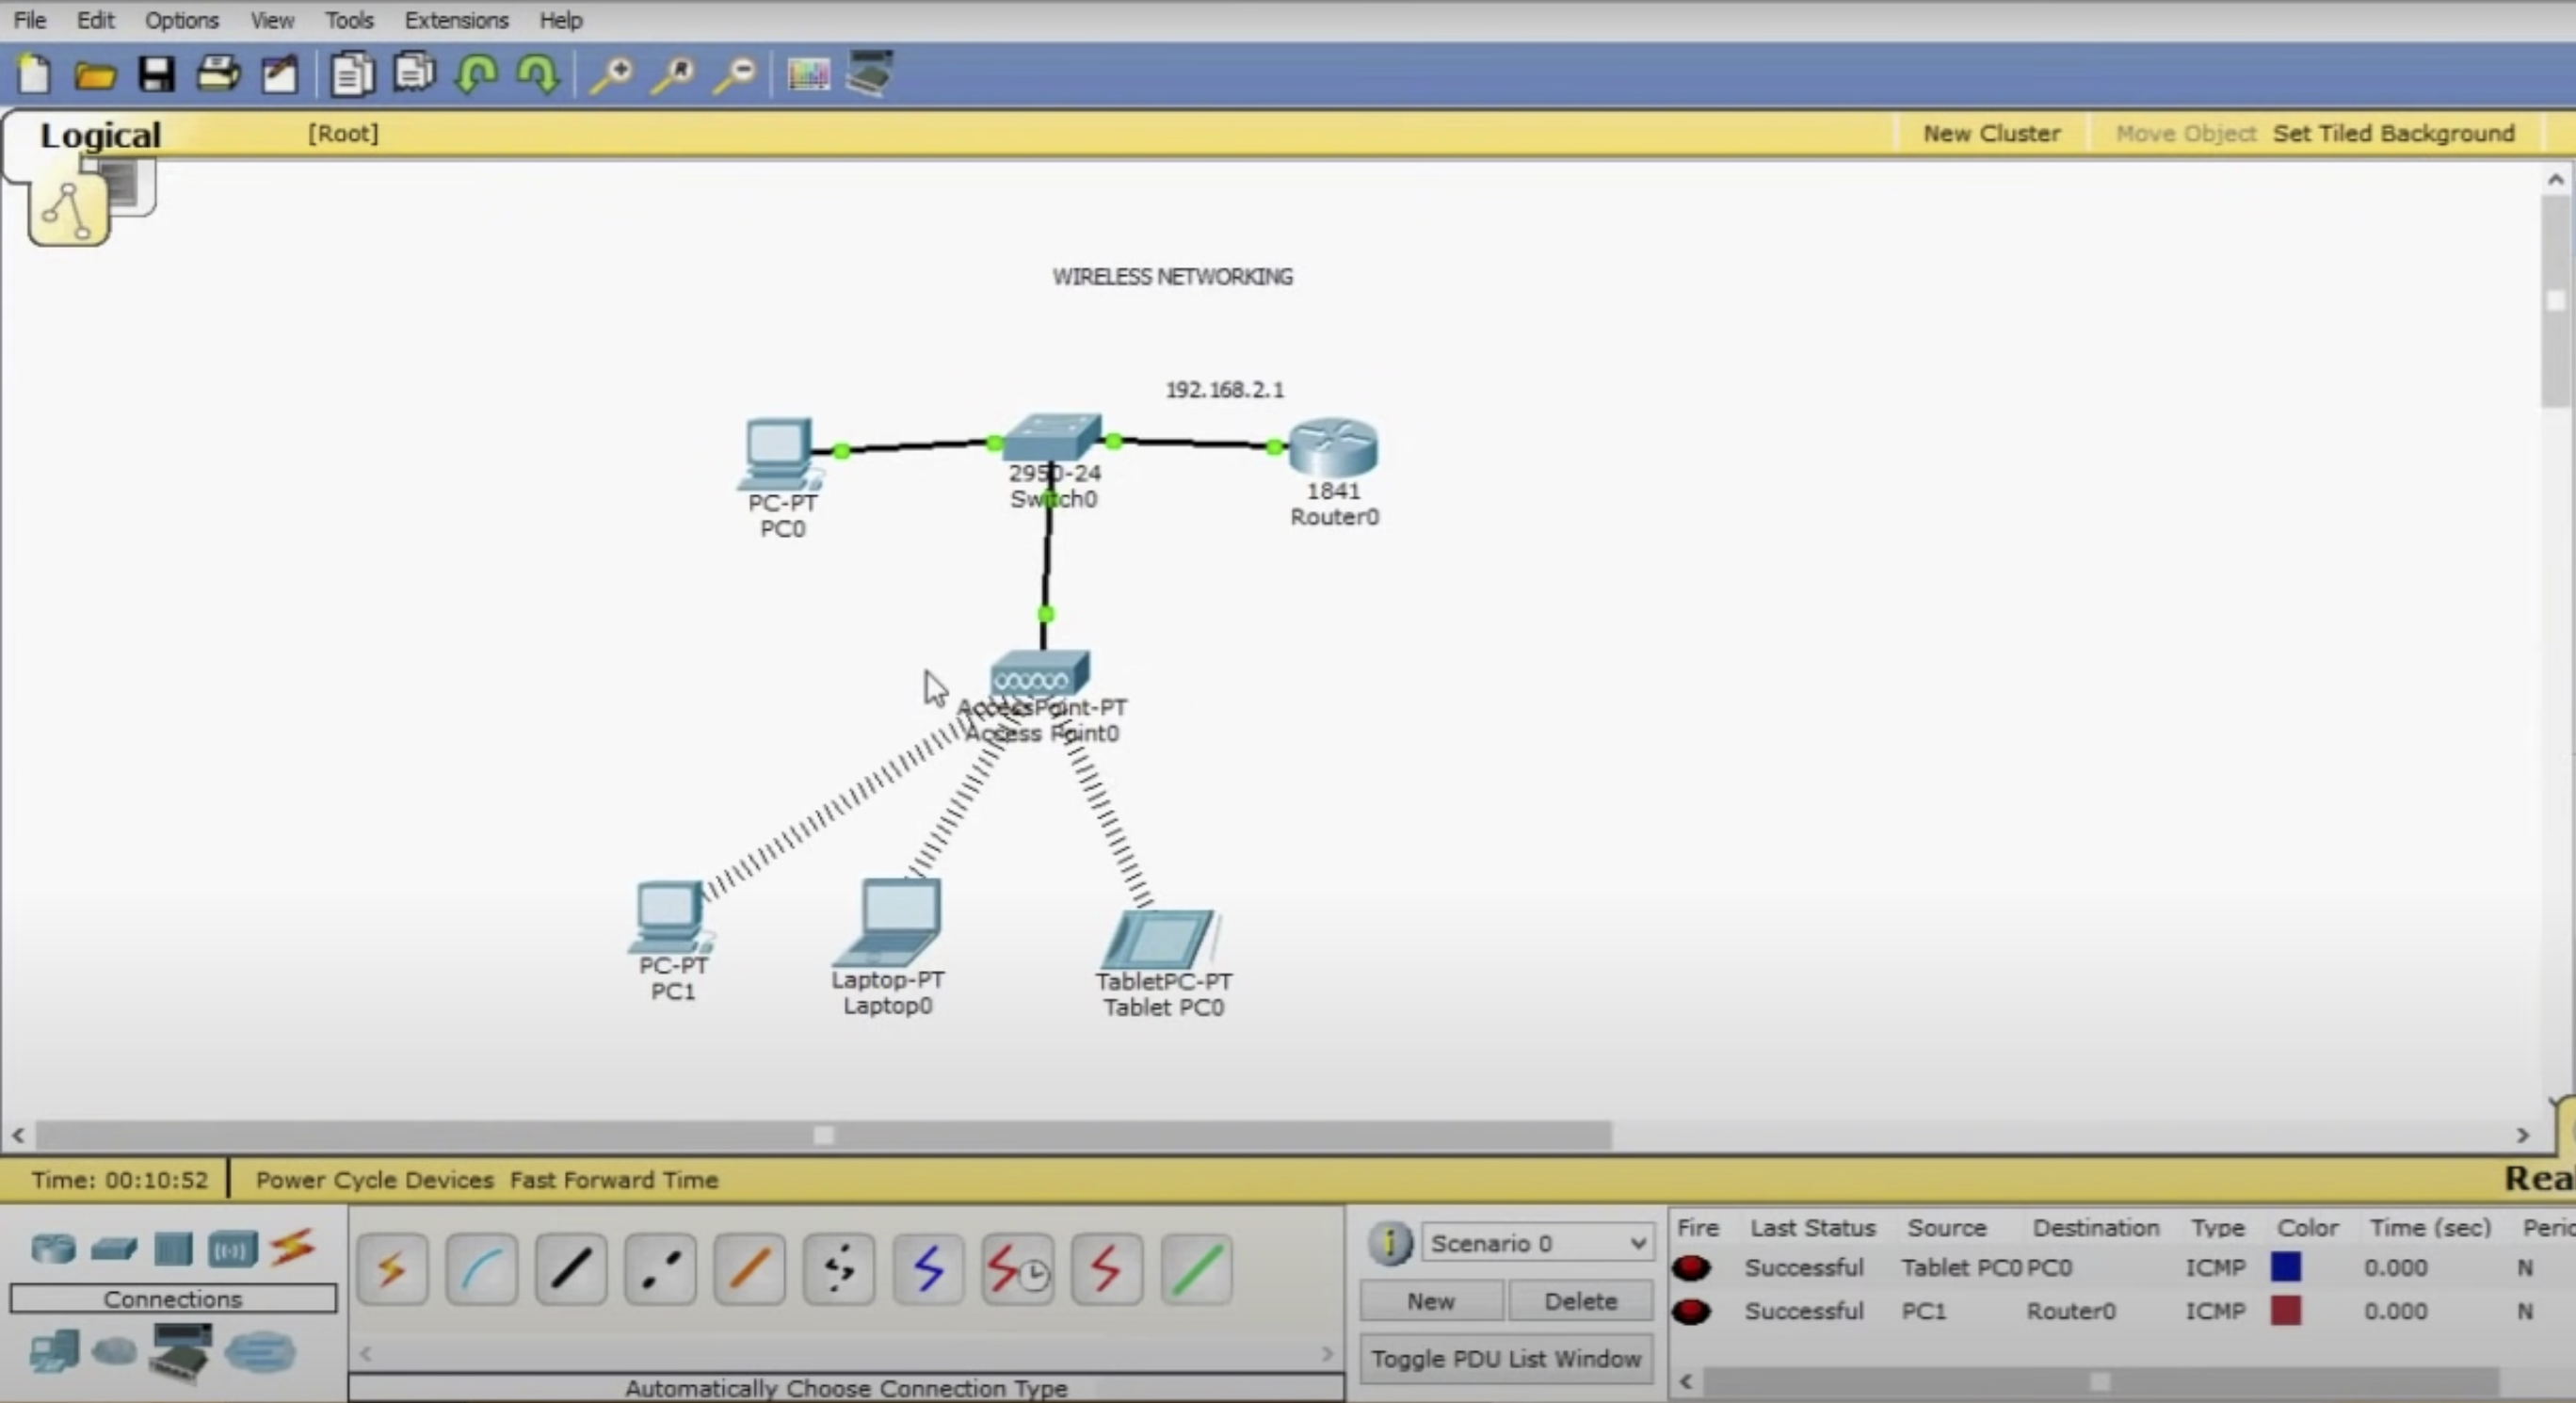 File Edit Options View Tools Extensions Help
Logical [Root] New Cluster Move Object Set Tiled Background
WIRELESS NETWORKING
192.168.2.1
PC-PT
PC0
2950-24
Switch0
1841
Router0
AccessPoint-PT
Access Point0
PC-PT
PC1
Laptop-PT
Laptop0
TabletPC-PT
Tablet PC0
Time: 00:10:52 Power Cycle Devices Fast Forward Time Rea
Connections
Automatically Choose Connection Type
Scenario 0
New Delete
Toggle PDU List Window
Fire Last Status Source Destination Type Color Time (sec) Peric
Successful Tablet PC0 PC0 ICMP 0.000 N
Successful PC1 Router0 ICMP 0.000 N